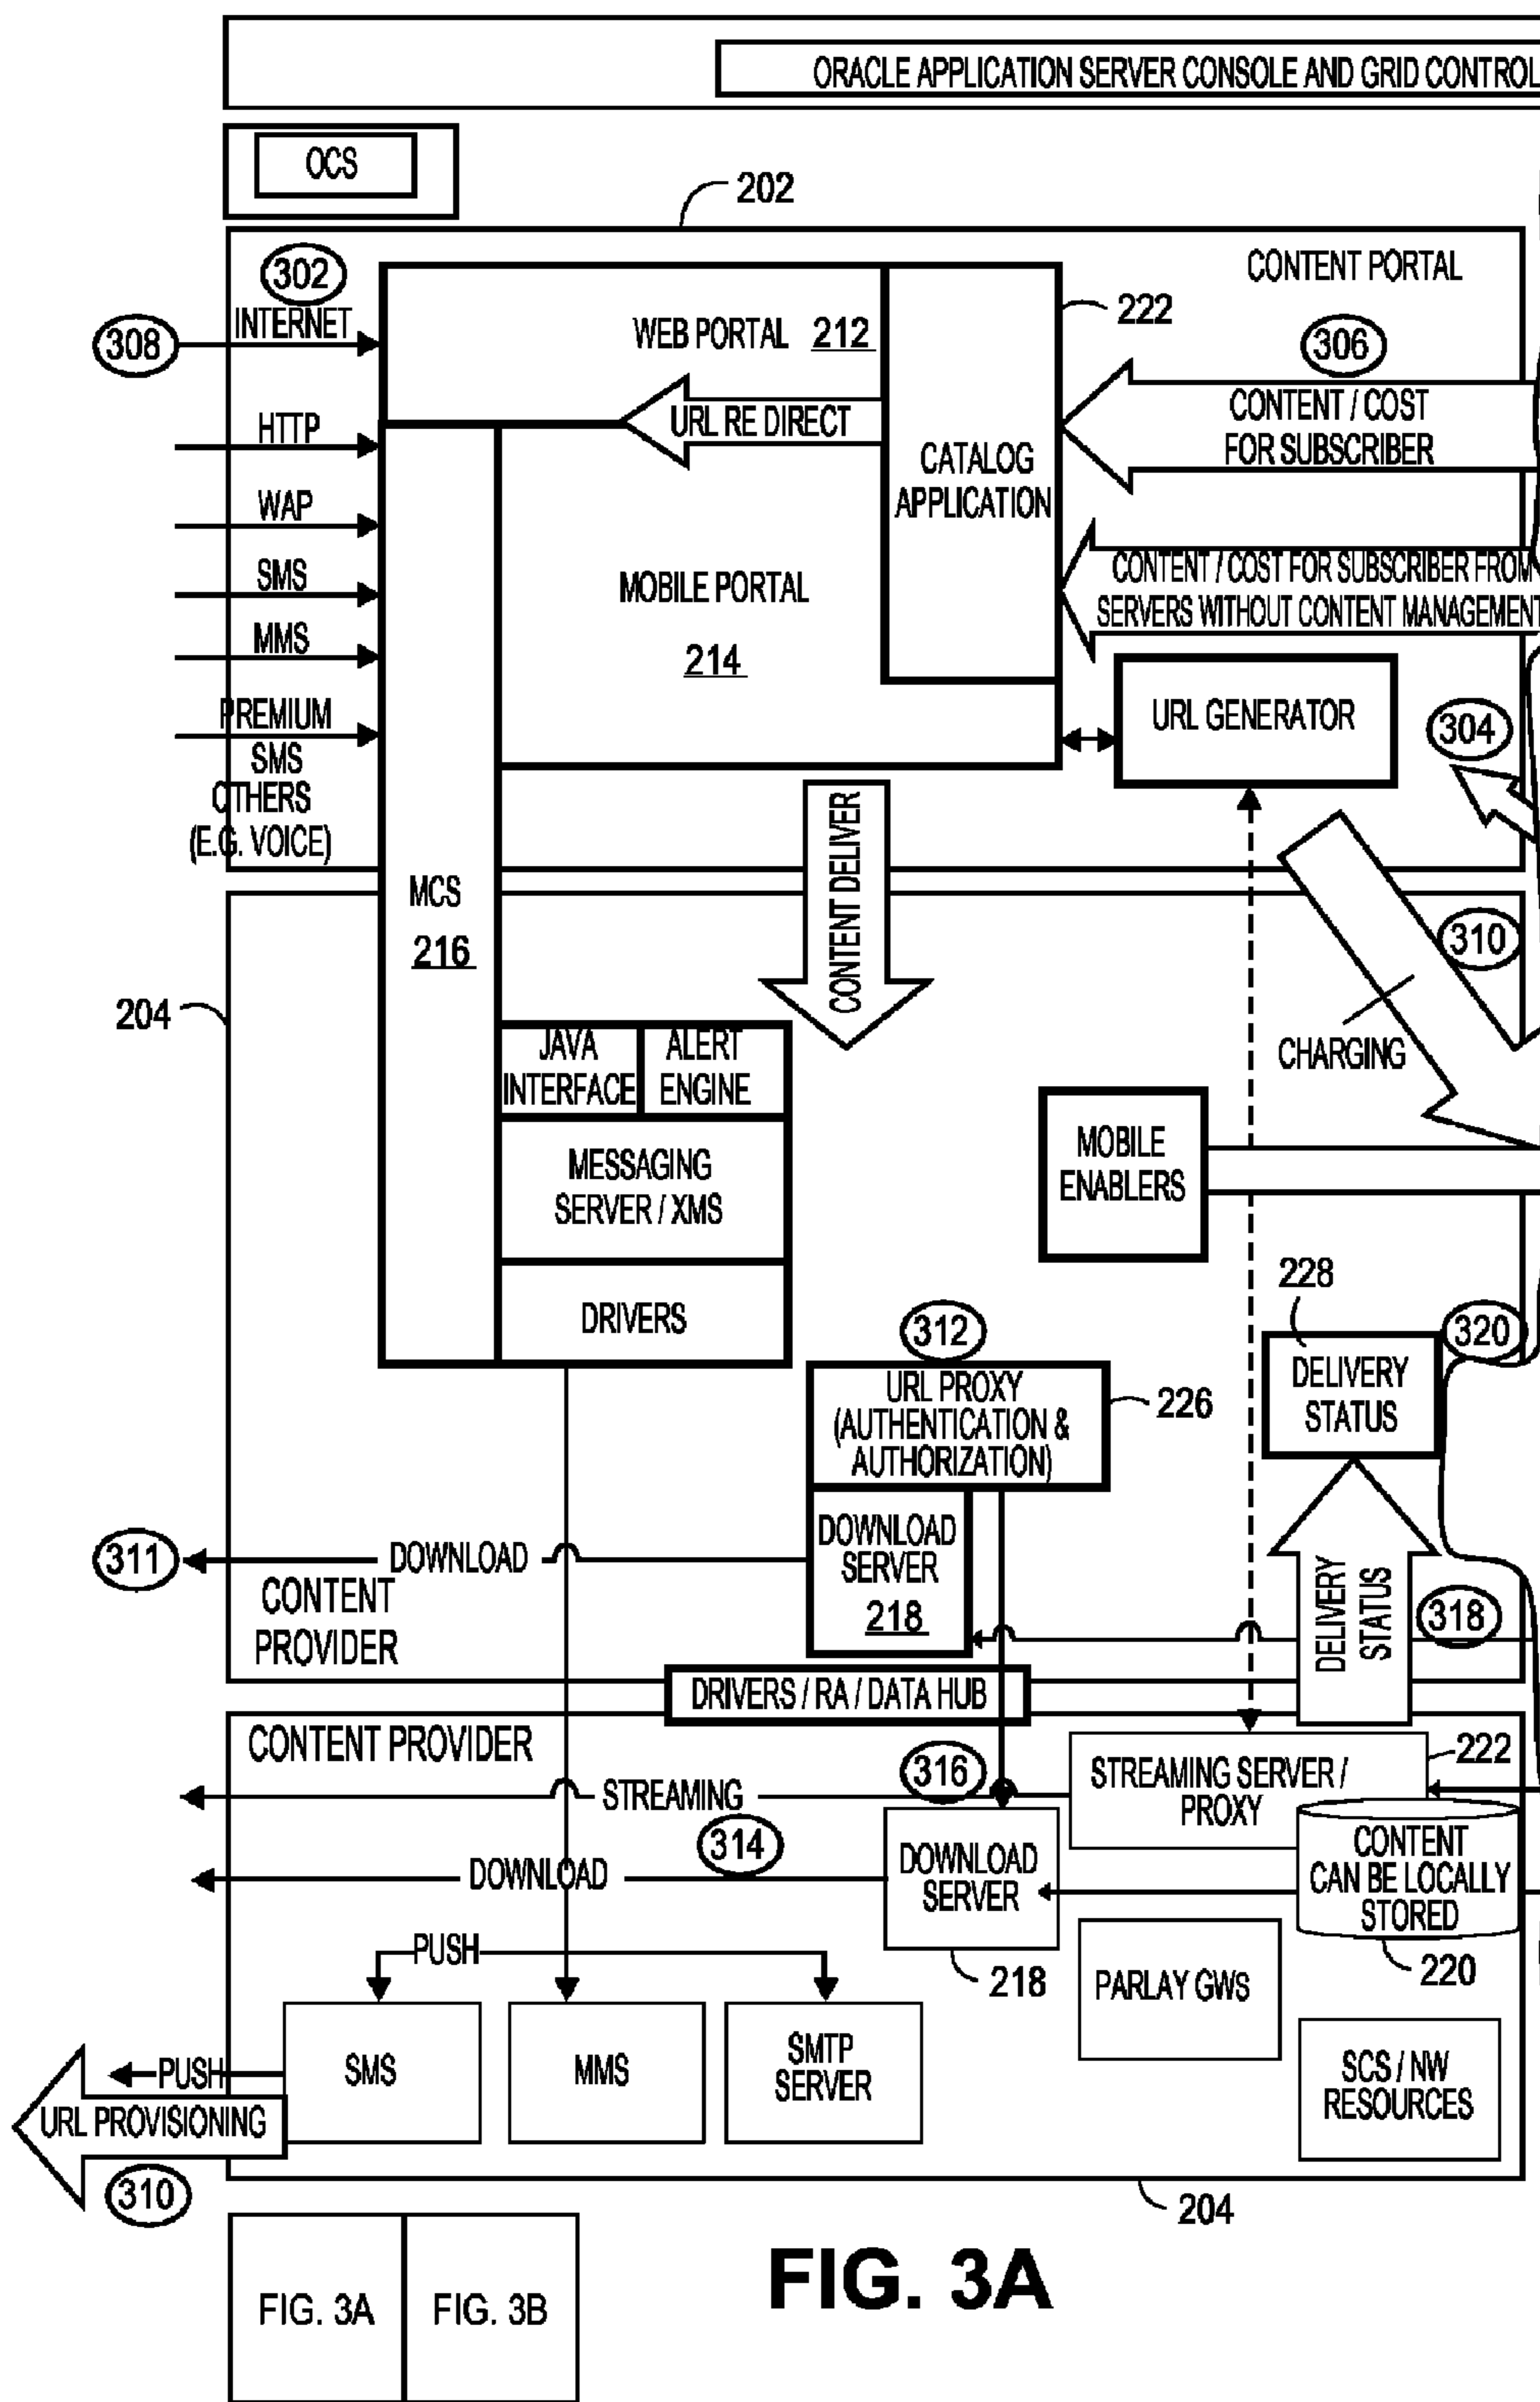 ORACLE APPLICATION SERVER CONSOLE AND GRID CONTROL
OCS
202
302
CONTENT PORTAL
INTERNET
308
WEB PORTAL 212
222
306
HTTP
URL RE DIRECT
CONTENT / COST
FOR SUBSCRIBER
CATALOG
APPLICATION
WAP
SMS
MOBILE PORTAL
214
CONTENT / COST FOR SUBSCRIBER FROM
SERVERS WITHOUT CONTENT MANAGEMENT
MMS
PREMIUM
SMS
OTHERS
(E.G. VOICE)
URL GENERATOR
304
CONTENT DELIVER
MCS
216
310
204
CHARGING
JAVA
INTERFACE
ALERT
ENGINE
MESSAGING
SERVER / XMS
DRIVERS
MOBILE
ENABLERS
228
320
DELIVERY
STATUS
312
URL PROXY
(AUTHENTICATION &
AUTHORIZATION)
226
DOWNLOAD
SERVER
218
311
DOWNLOAD
CONTENT
PROVIDER
DELIVERY
STATUS
318
DRIVERS / RA / DATA HUB
CONTENT PROVIDER
316
STREAMING SERVER /
PROXY
222
STREAMING
314
DOWNLOAD
DOWNLOAD
SERVER
218
CONTENT
CAN BE LOCALLY
STORED
220
PUSH
PARLAY GWS
SMS
MMS
SMTP
SERVER
SCS / NW
RESOURCES
PUSH
URL PROVISIONING
310
204
FIG. 3A
FIG. 3B
FIG. 3A